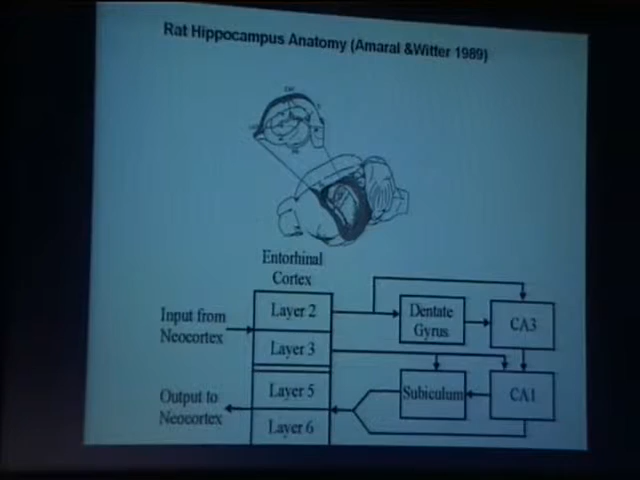 Rat Hippocampus Anatomy (Amaral &Witter 1989)
Entorhinal
Cortex
Input from
Neocortex
Layer 2
Dentate
Gyrus
CA3
Layer 3
Output to
Neocortex
Layer 5
Subiculum
CA1
Layer 6